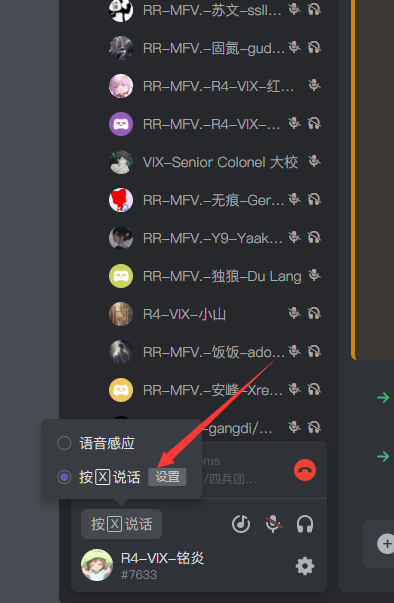 RR-MFV.-苏文-ssll...
RR-MFV.-固氮-gud...
RR-MFV.-R4-VIX-红...
RR-MFV.-R4-VIX-...
VIX-Senior Colonel 大校
RR-MFV.-无痕-Ger...
RR-MFV.-Y9-Yaak...
RR-MFV.-独狼-Du Lang
R4-VIX-小山
RR-MFV.-饭饭-ado...
RR-MFV.-安峰-Xre...
-gangdi/...
语音感应
按X说话 设置
oms
/四兵团...
按X说话
R4-VIX-铭炎
#7633